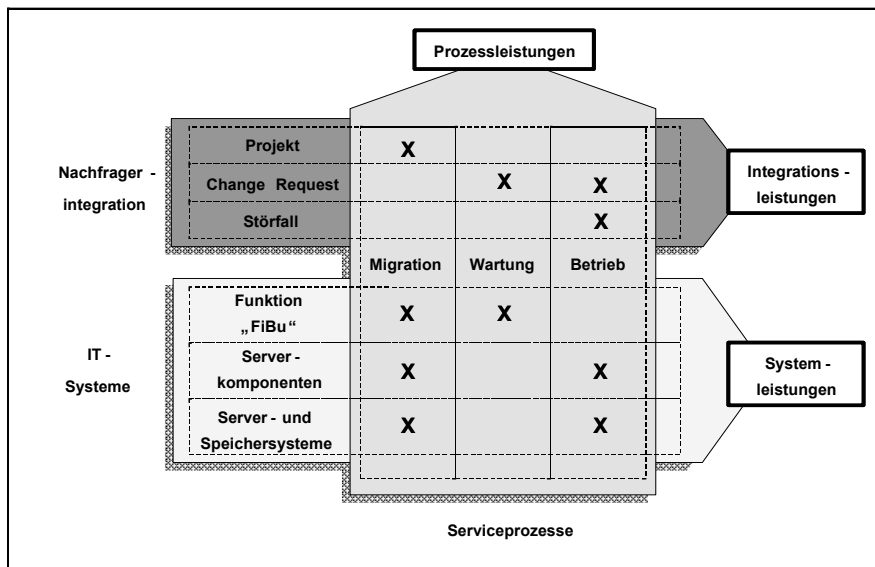 Prozessleistungen
Projekt
X
Nachfrager -
integration
Change Request
X X
Integrations -
leistungen
Störfall
X
Migration Wartung Betrieb
Funktion
„FiBu“
X X
IT -
Systeme
Server -
komponenten
X X
System -
leistungen
Server - und
Speichersysteme
X X
Serviceprozesse